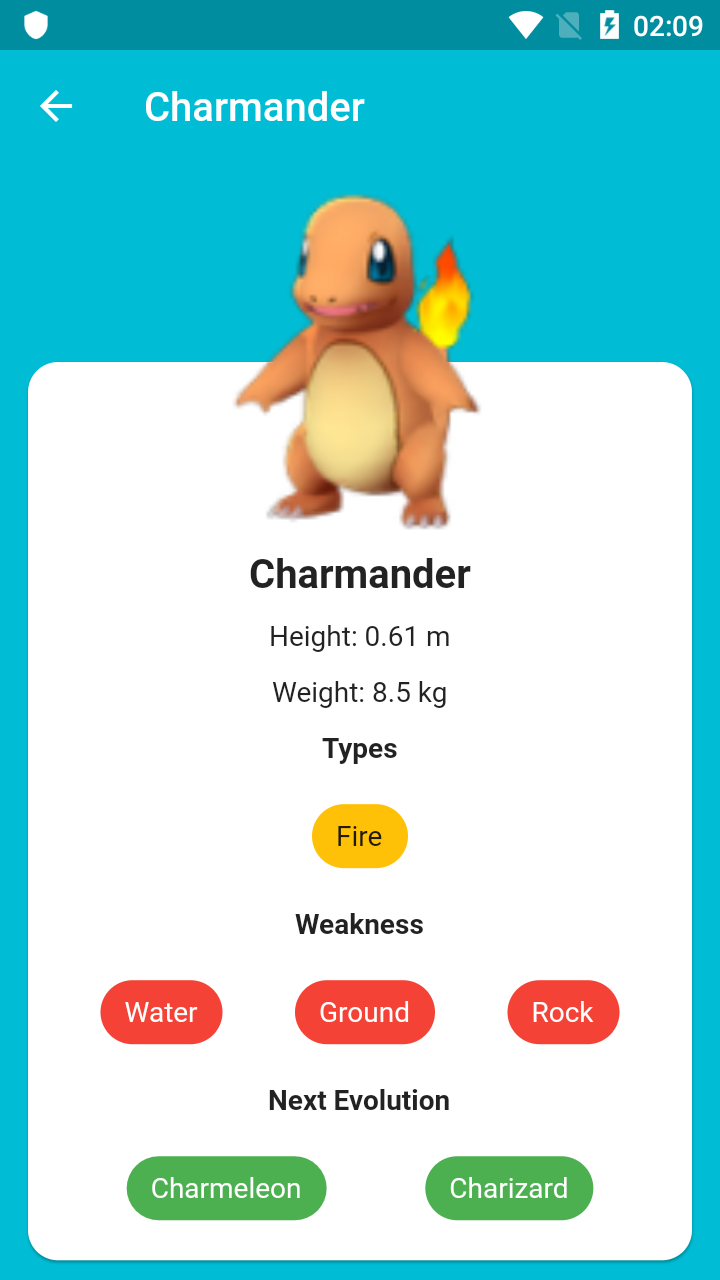 02:09
Charmander
Charmander
Height: 0.61 m
Weight: 8.5 kg
Types
Fire
Weakness
Water Ground Rock
Next Evolution
Charmeleon Charizard